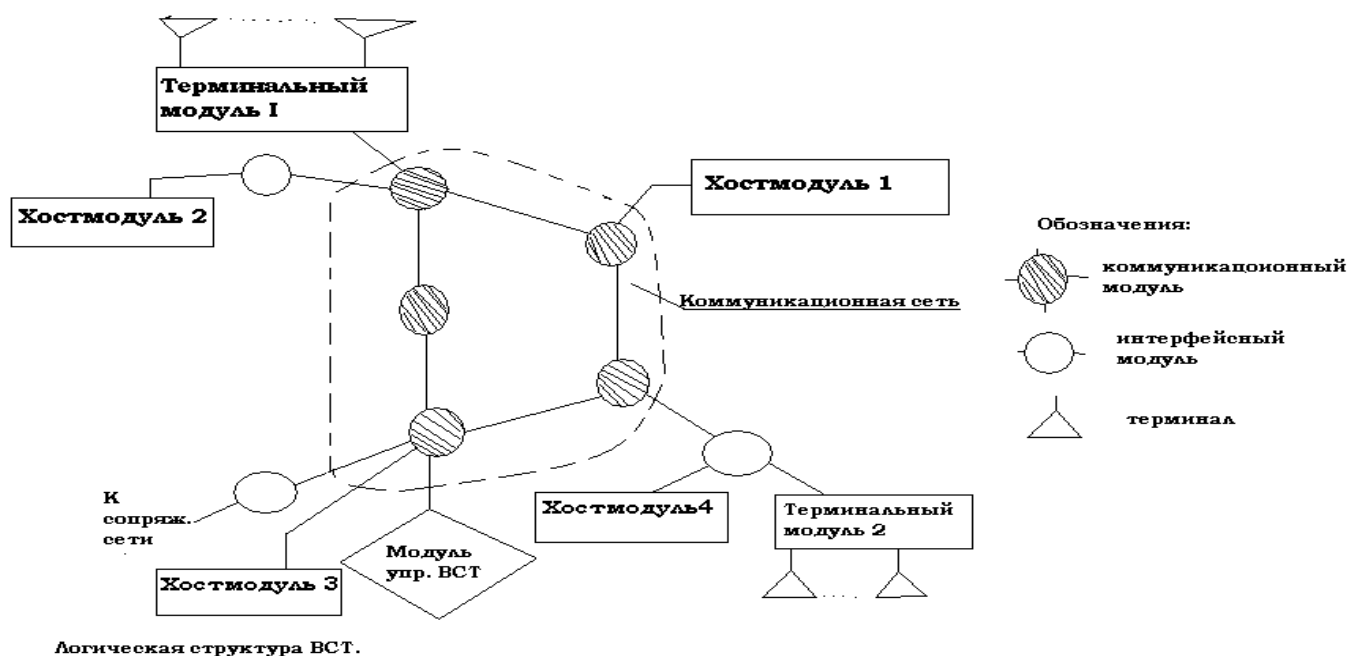 Терминальный
модуль I
Хостмодуль 1
Хостмодуль 2
Обозначения:
коммуникацоионный
модуль
Коммуникационная сеть
интерфейсный
модуль
терминал
К
сопряж.
сети
Хостмодуль4
Терминальный
модуль 2
Модуль
упр. ВСТ
Хостмодуль 3
Логическая структура ВСТ.